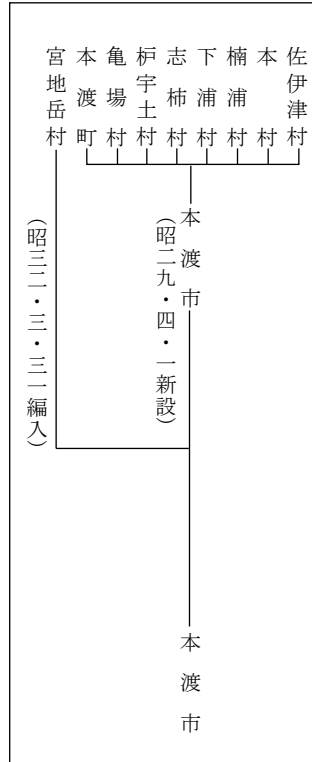 佐伊津村
本村
楠浦村
下浦村
志柿村
枦宇土村
亀場村
本渡町
宮地岳村
本渡市
（昭二九・四・一新設）
（昭三二・三・三一編入）
本渡市